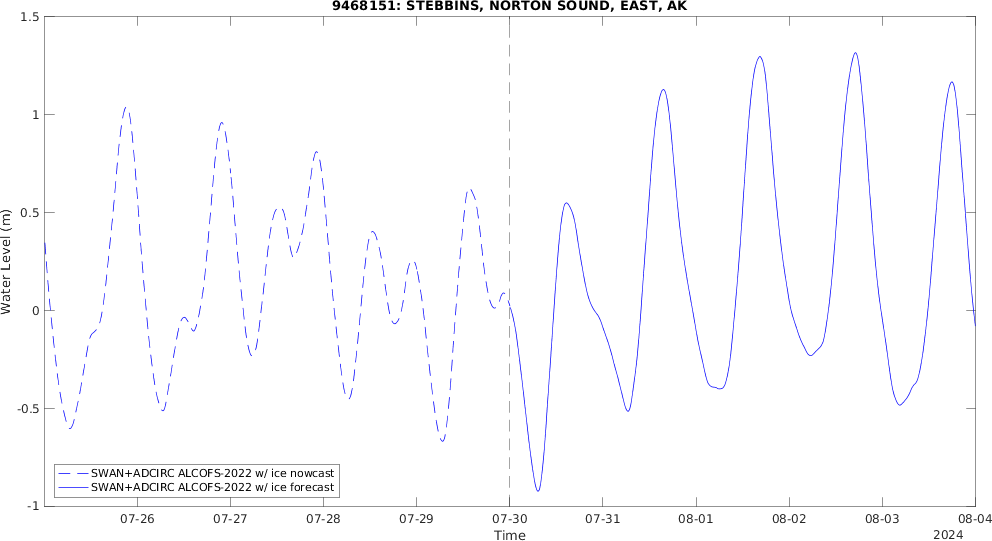 9468151: STEBBINS, NORTON SOUND, EAST, AK
1.5
1
0.5
0
-0.5
-1
Water Level (m)
SWAN+ADCIRC ALCOFS-2022 w/ ice nowcast
SWAN+ADCIRC ALCOFS-2022 w/ ice forecast
07-26 07-27 07-28 07-29 07-30 07-31 08-01 08-02 08-03 08-04
Time
2024